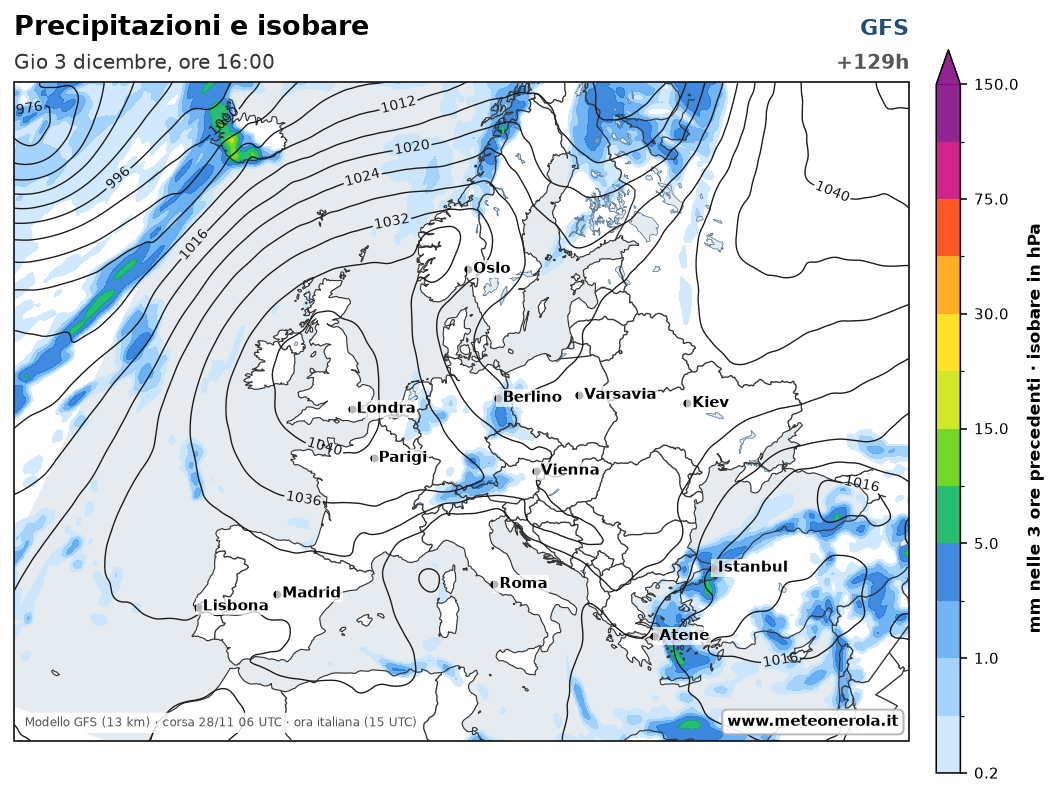 Precipitazioni e isobare
GFS
Gio 3 dicembre, ore 16:00
+129h
976
1012
1020
996
1024
1040
1032
1016
Oslo
Londra
Berlino
Varsavia
Kiev
1040
Parigi
Vienna
1036
1016
Istanbul
Madrid
Roma
Lisbona
Atene
1016
Modello GFS (13 km) · corsa 28/11 06 UTC · ora italiana (15 UTC)
www.meteonerola.it
150.0
75.0
30.0
15.0
5.0
1.0
0.2
mm nelle 3 ore precedenti · isobare in hPa